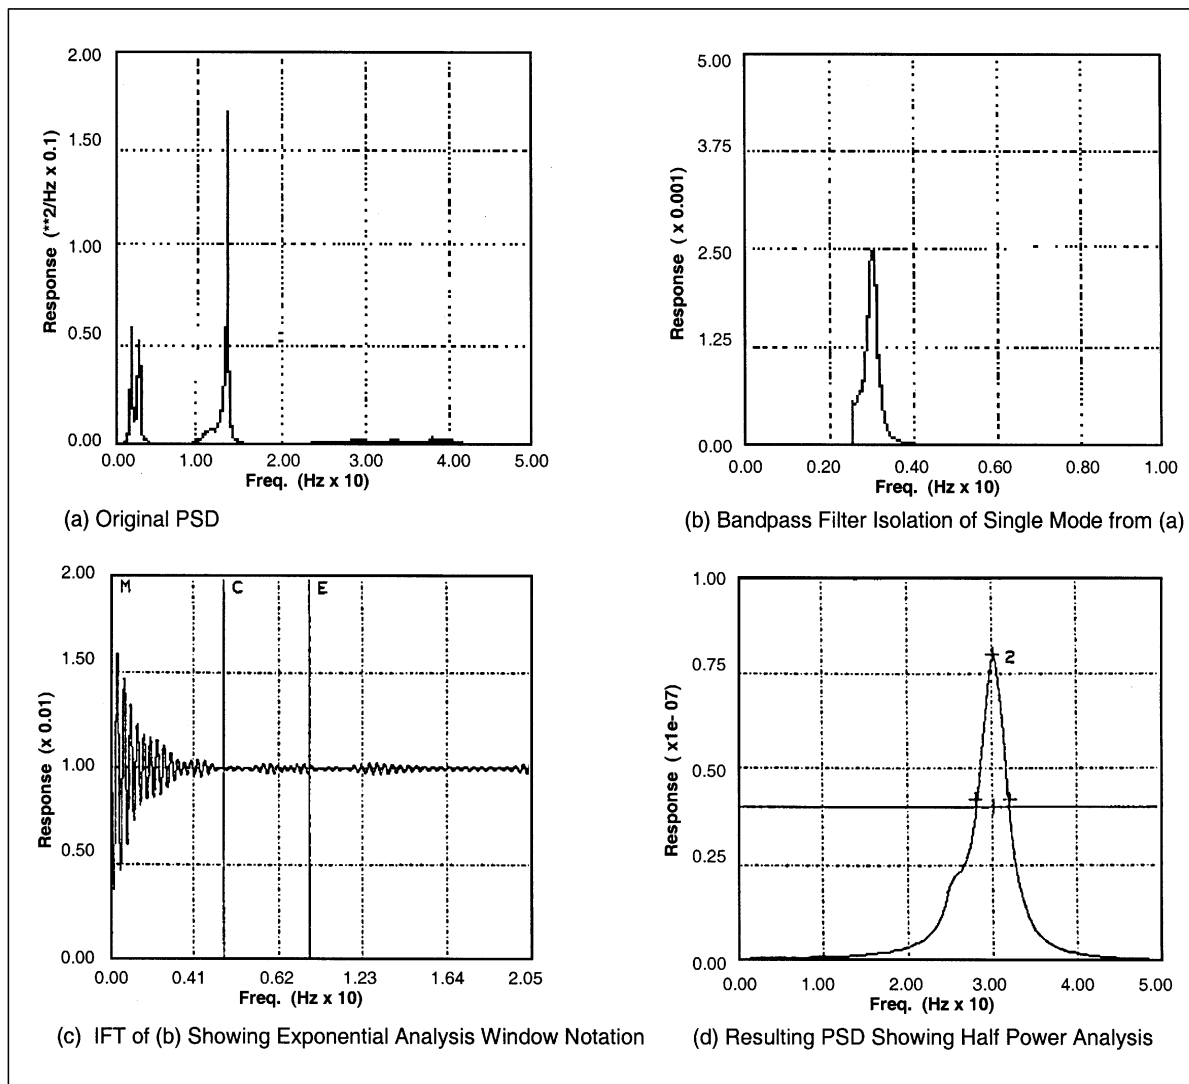 2.00
1.50
1.00
0.50
0.00
Response (**2/Hz x 0.1)
0.00 1.00 2.00 3.00 4.00 5.00
Freq. (Hz x 10)
(a) Original PSD
5.00
3.75
2.50
1.25
0.00
Response ( x 0.001)
0.00 0.20 0.40 0.60 0.80 1.00
Freq. (Hz x 10)
(b) Bandpass Filter Isolation of Single Mode from (a)
2.00
1.50
1.00
0.50
0.00
Response (x 0.01)
M C E
0.00 0.41 0.62 1.23 1.64 2.05
Freq. (Hz x 10)
(c) IFT of (b) Showing Exponential Analysis Window Notation
1.00
0.75
0.50
0.25
0.00
Response ( x1e- 07)
2
1.00 2.00 3.00 4.00 5.00
Freq. (Hz x 10)
(d) Resulting PSD Showing Half Power Analysis